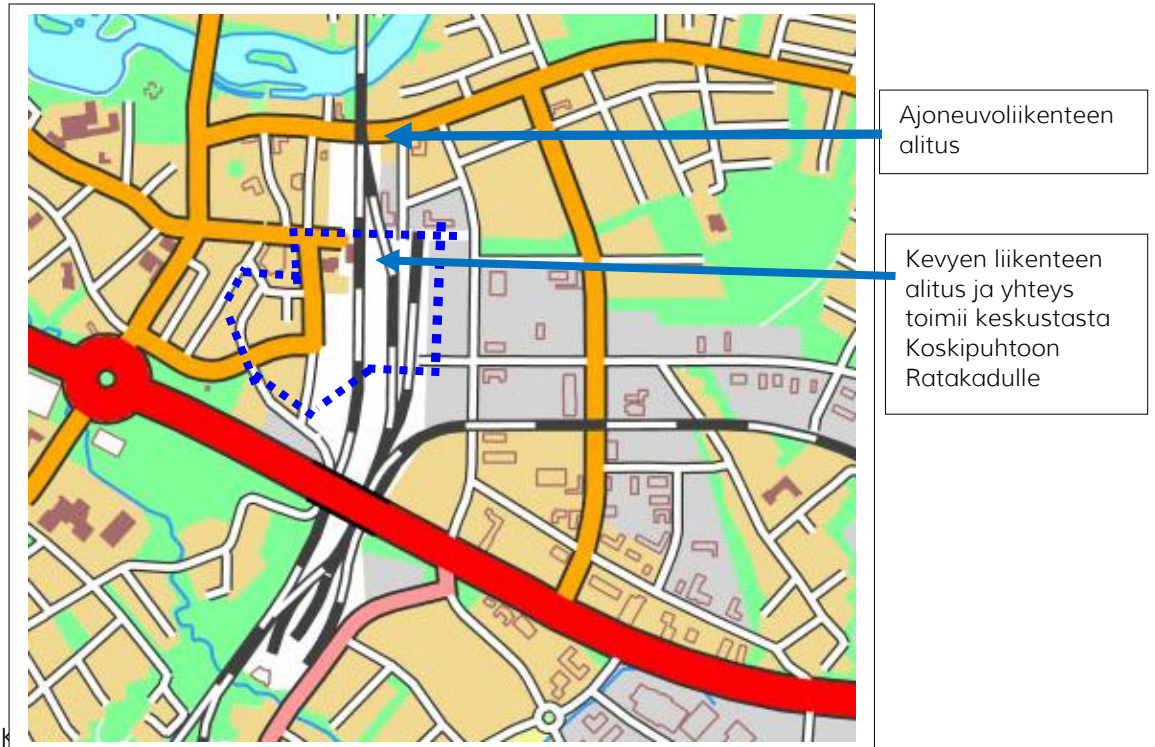 Ajoneuvoliikenteen
alitus
Kevyen liikenteen
alitus ja yhteys
toimii keskustasta
Koskipuhtoon
Ratakadulle